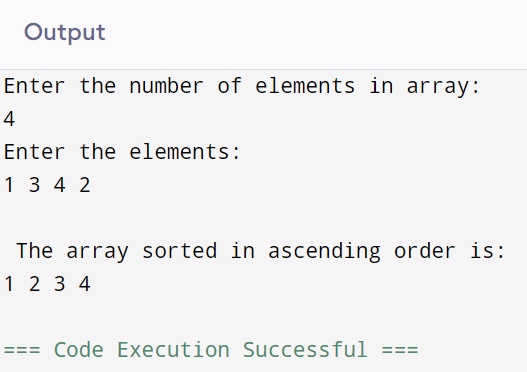 Output
Enter the number of elements in array:
4
Enter the elements:
1 3 4 2
The array sorted in ascending order is:
1 2 3 4
=== Code Execution Successful ===